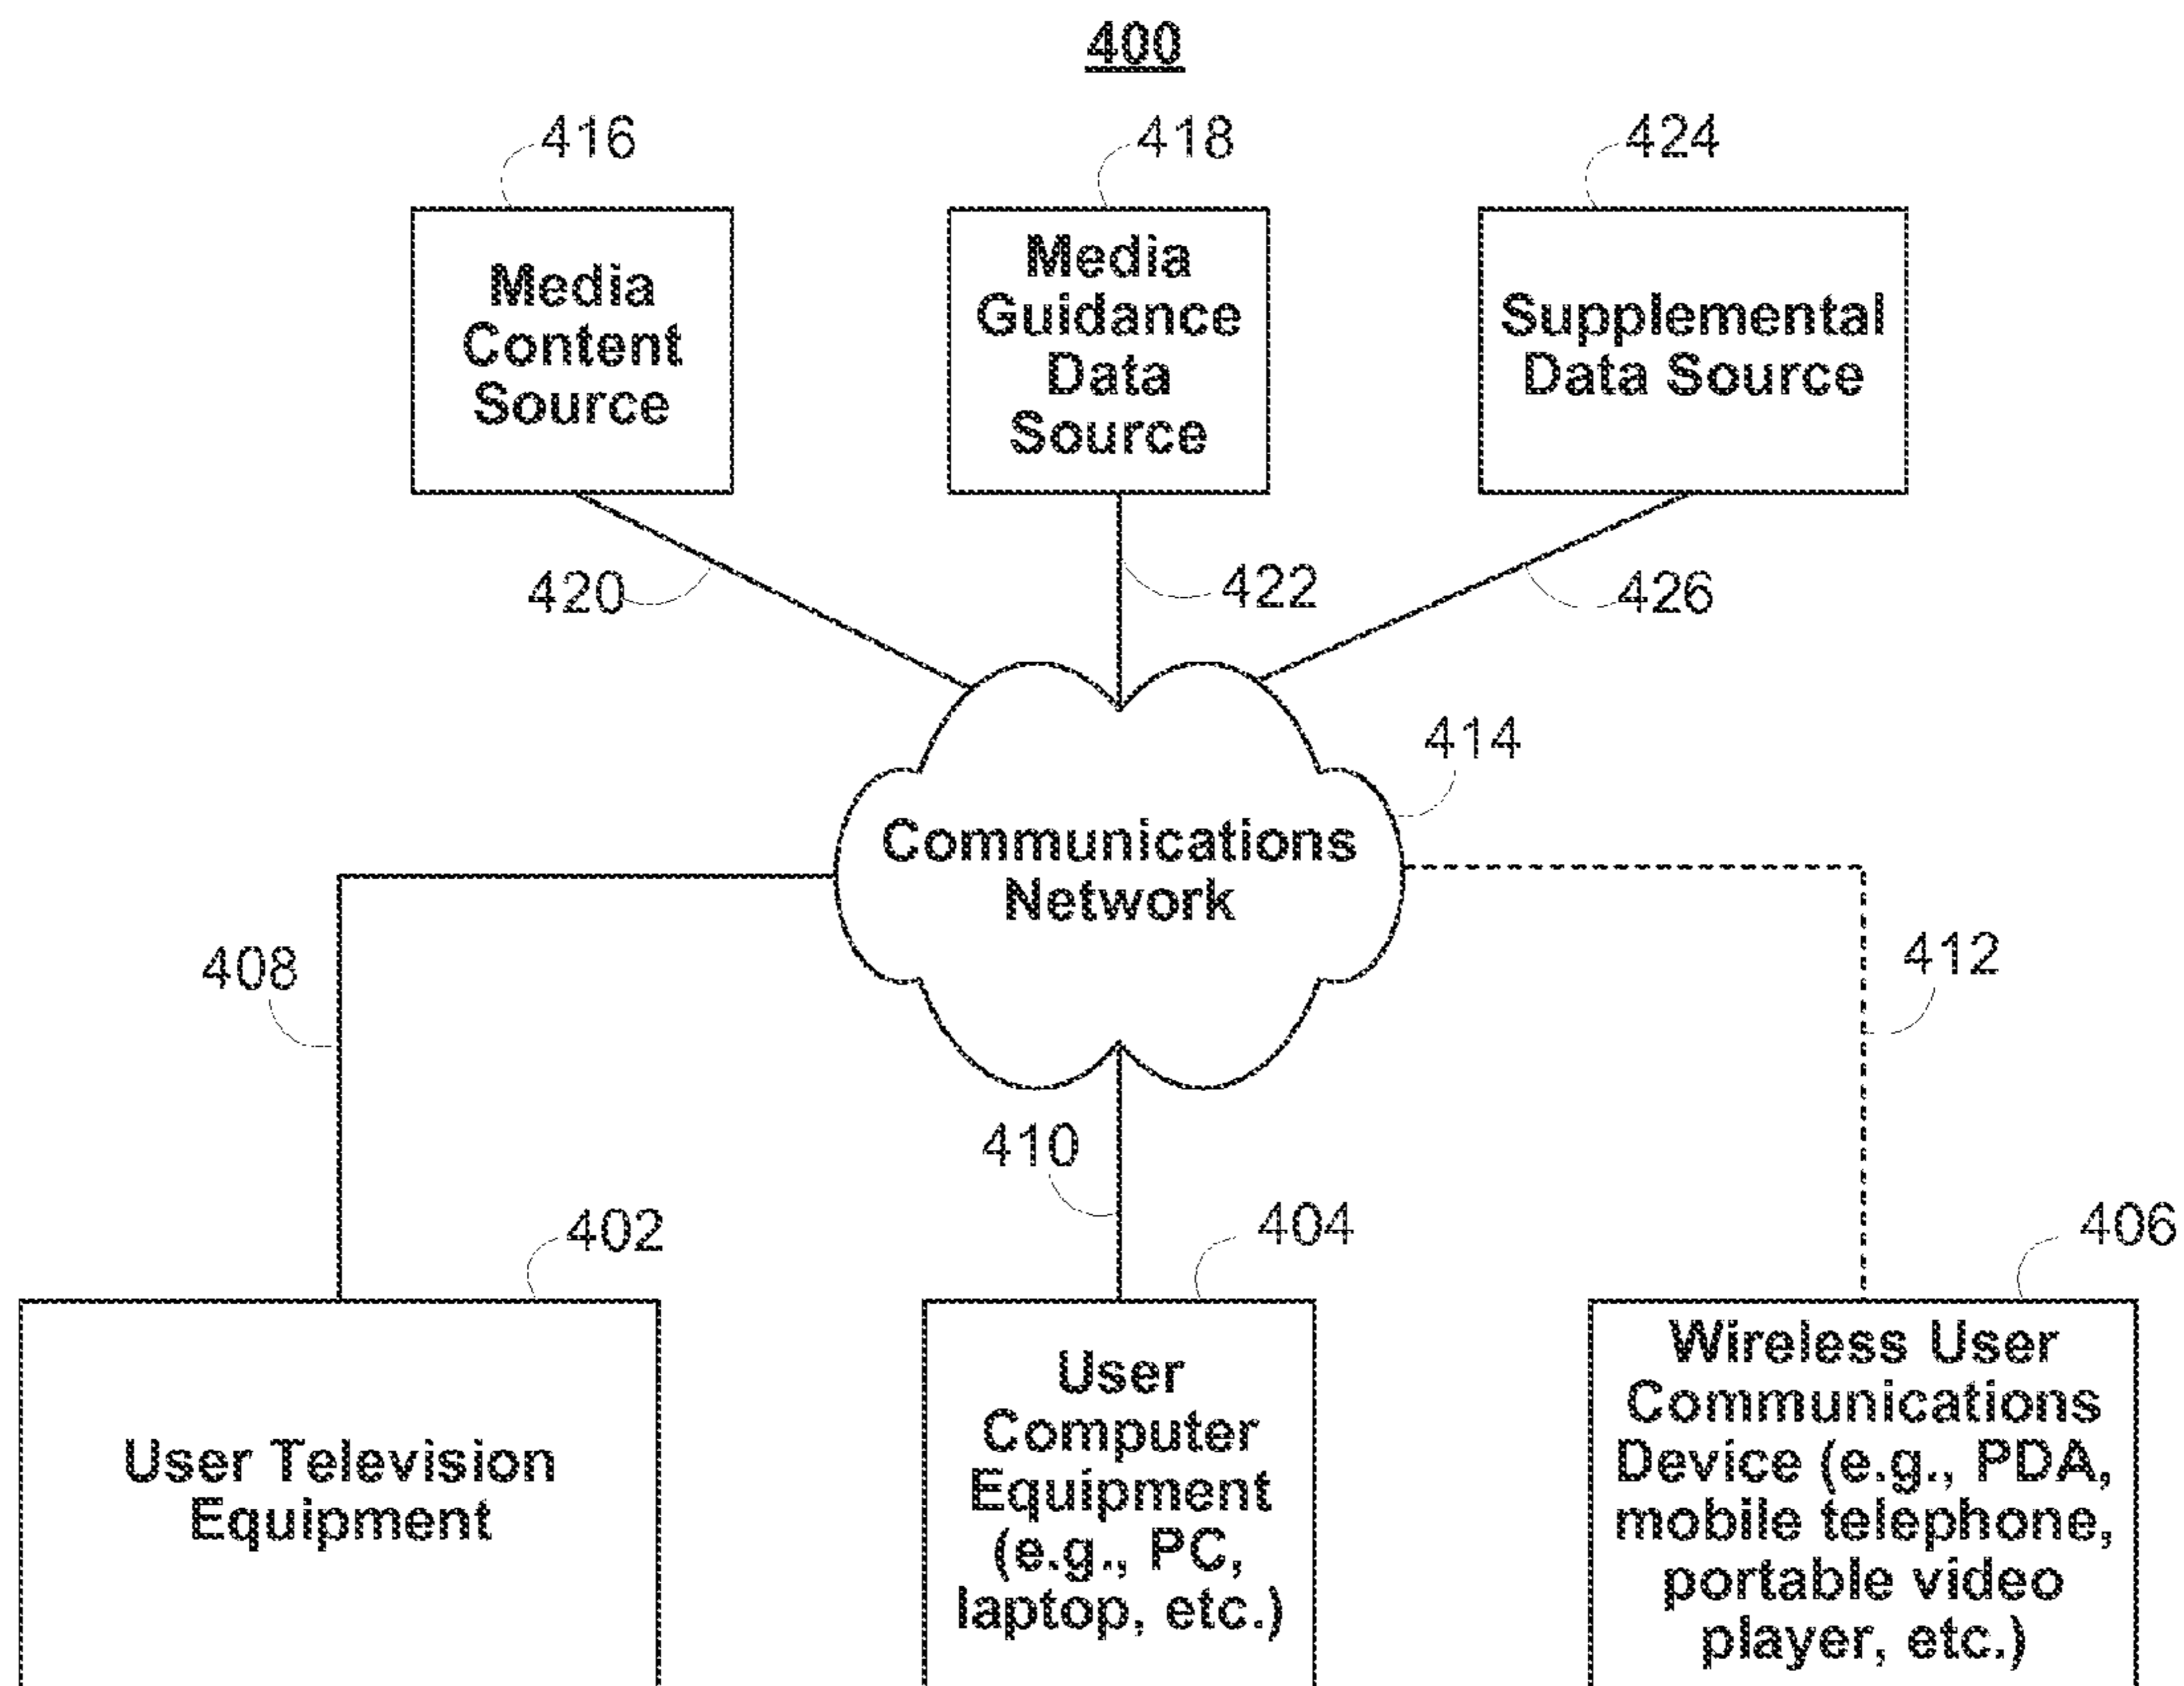 400
416
418
424
Media
Content
Source
Media
Guidance
Data
Source
Supplemental
Data Source
420
422
426
414
Communications
Network
408
412
410
402
404
406
User Television
Equipment
User
Computer
Equipment
(e.g., PC,
laptop, etc.)
Wireless User
Communications
Device (e.g., PDA,
mobile telephone,
portable video
player, etc.)